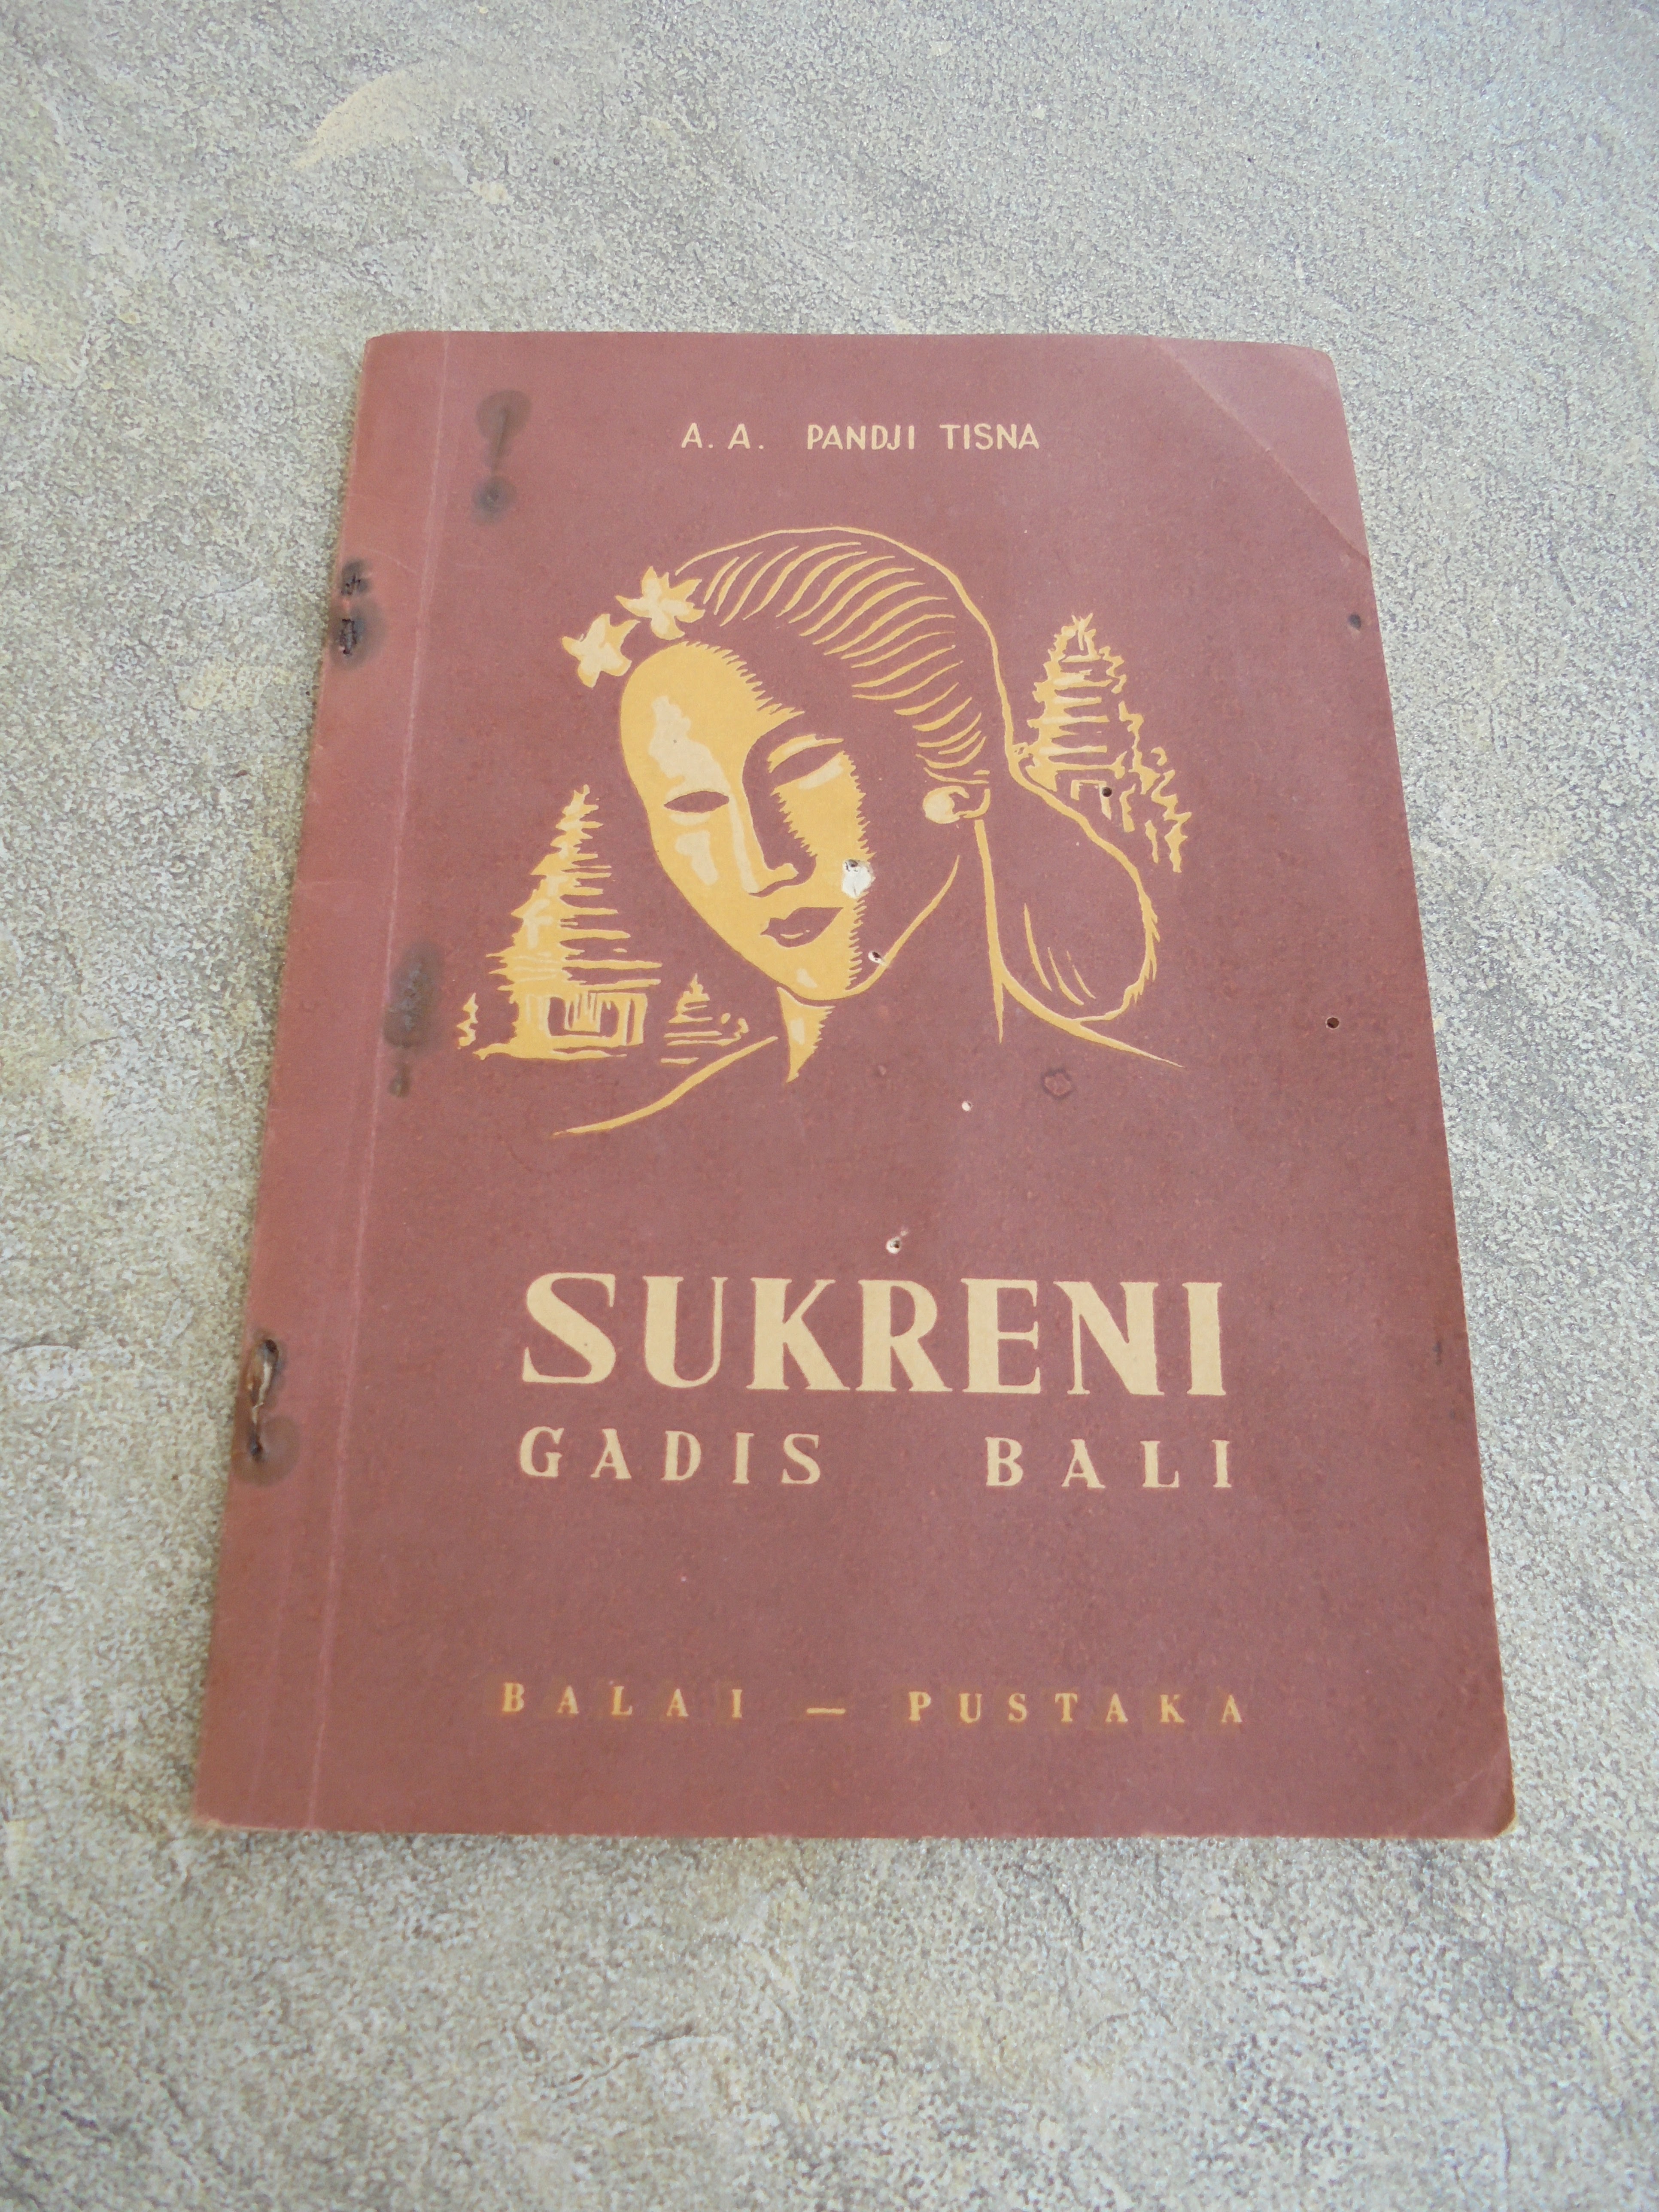 A. A. PANDJI TISNA
SUKRENI
GADIS BALI
BALAI — PUSTAKA